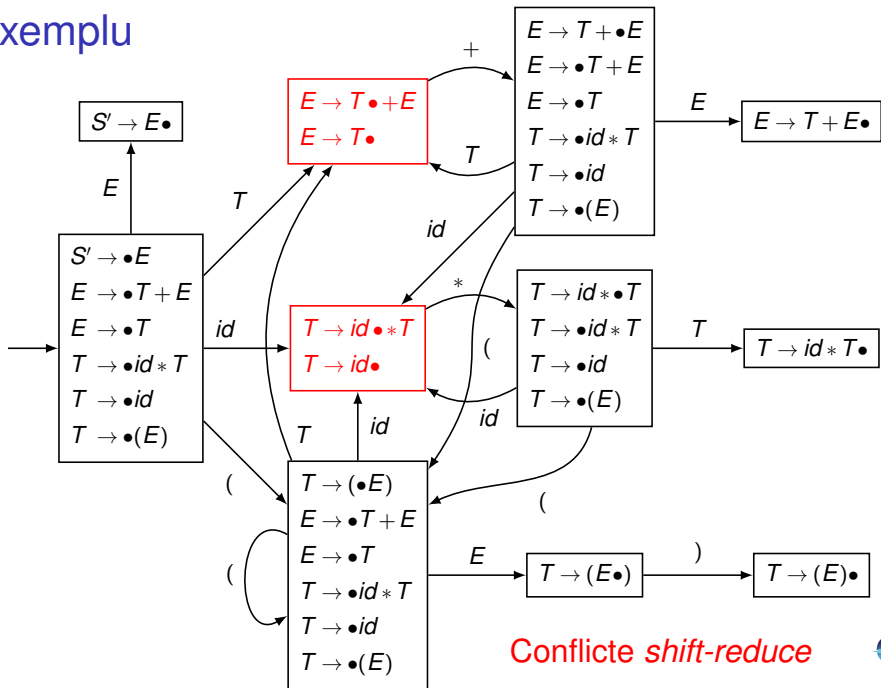 xemplu
S′ → E•
E
S′ → •E
E → •T + E
E → •T
T → •id ∗ T
T → •id
T → •(E)
T
id
(
E → T • +E
E → T•
+
T
E → T + •E
E → •T + E
E → •T
T → •id ∗ T
T → •id
T → •(E)
E
E → T + E•
id
(
T → id • ∗T
T → id•
∗
id
T → id ∗ •T
T → •id ∗ T
T → •id
T → •(E)
T
T → id ∗ T•
(
T
id
(
T → (•E)
E → •T + E
E → •T
T → •id ∗ T
T → •id
T → •(E)
E
T → (E•)
)
T → (E)•
Conflicte shift-reduce